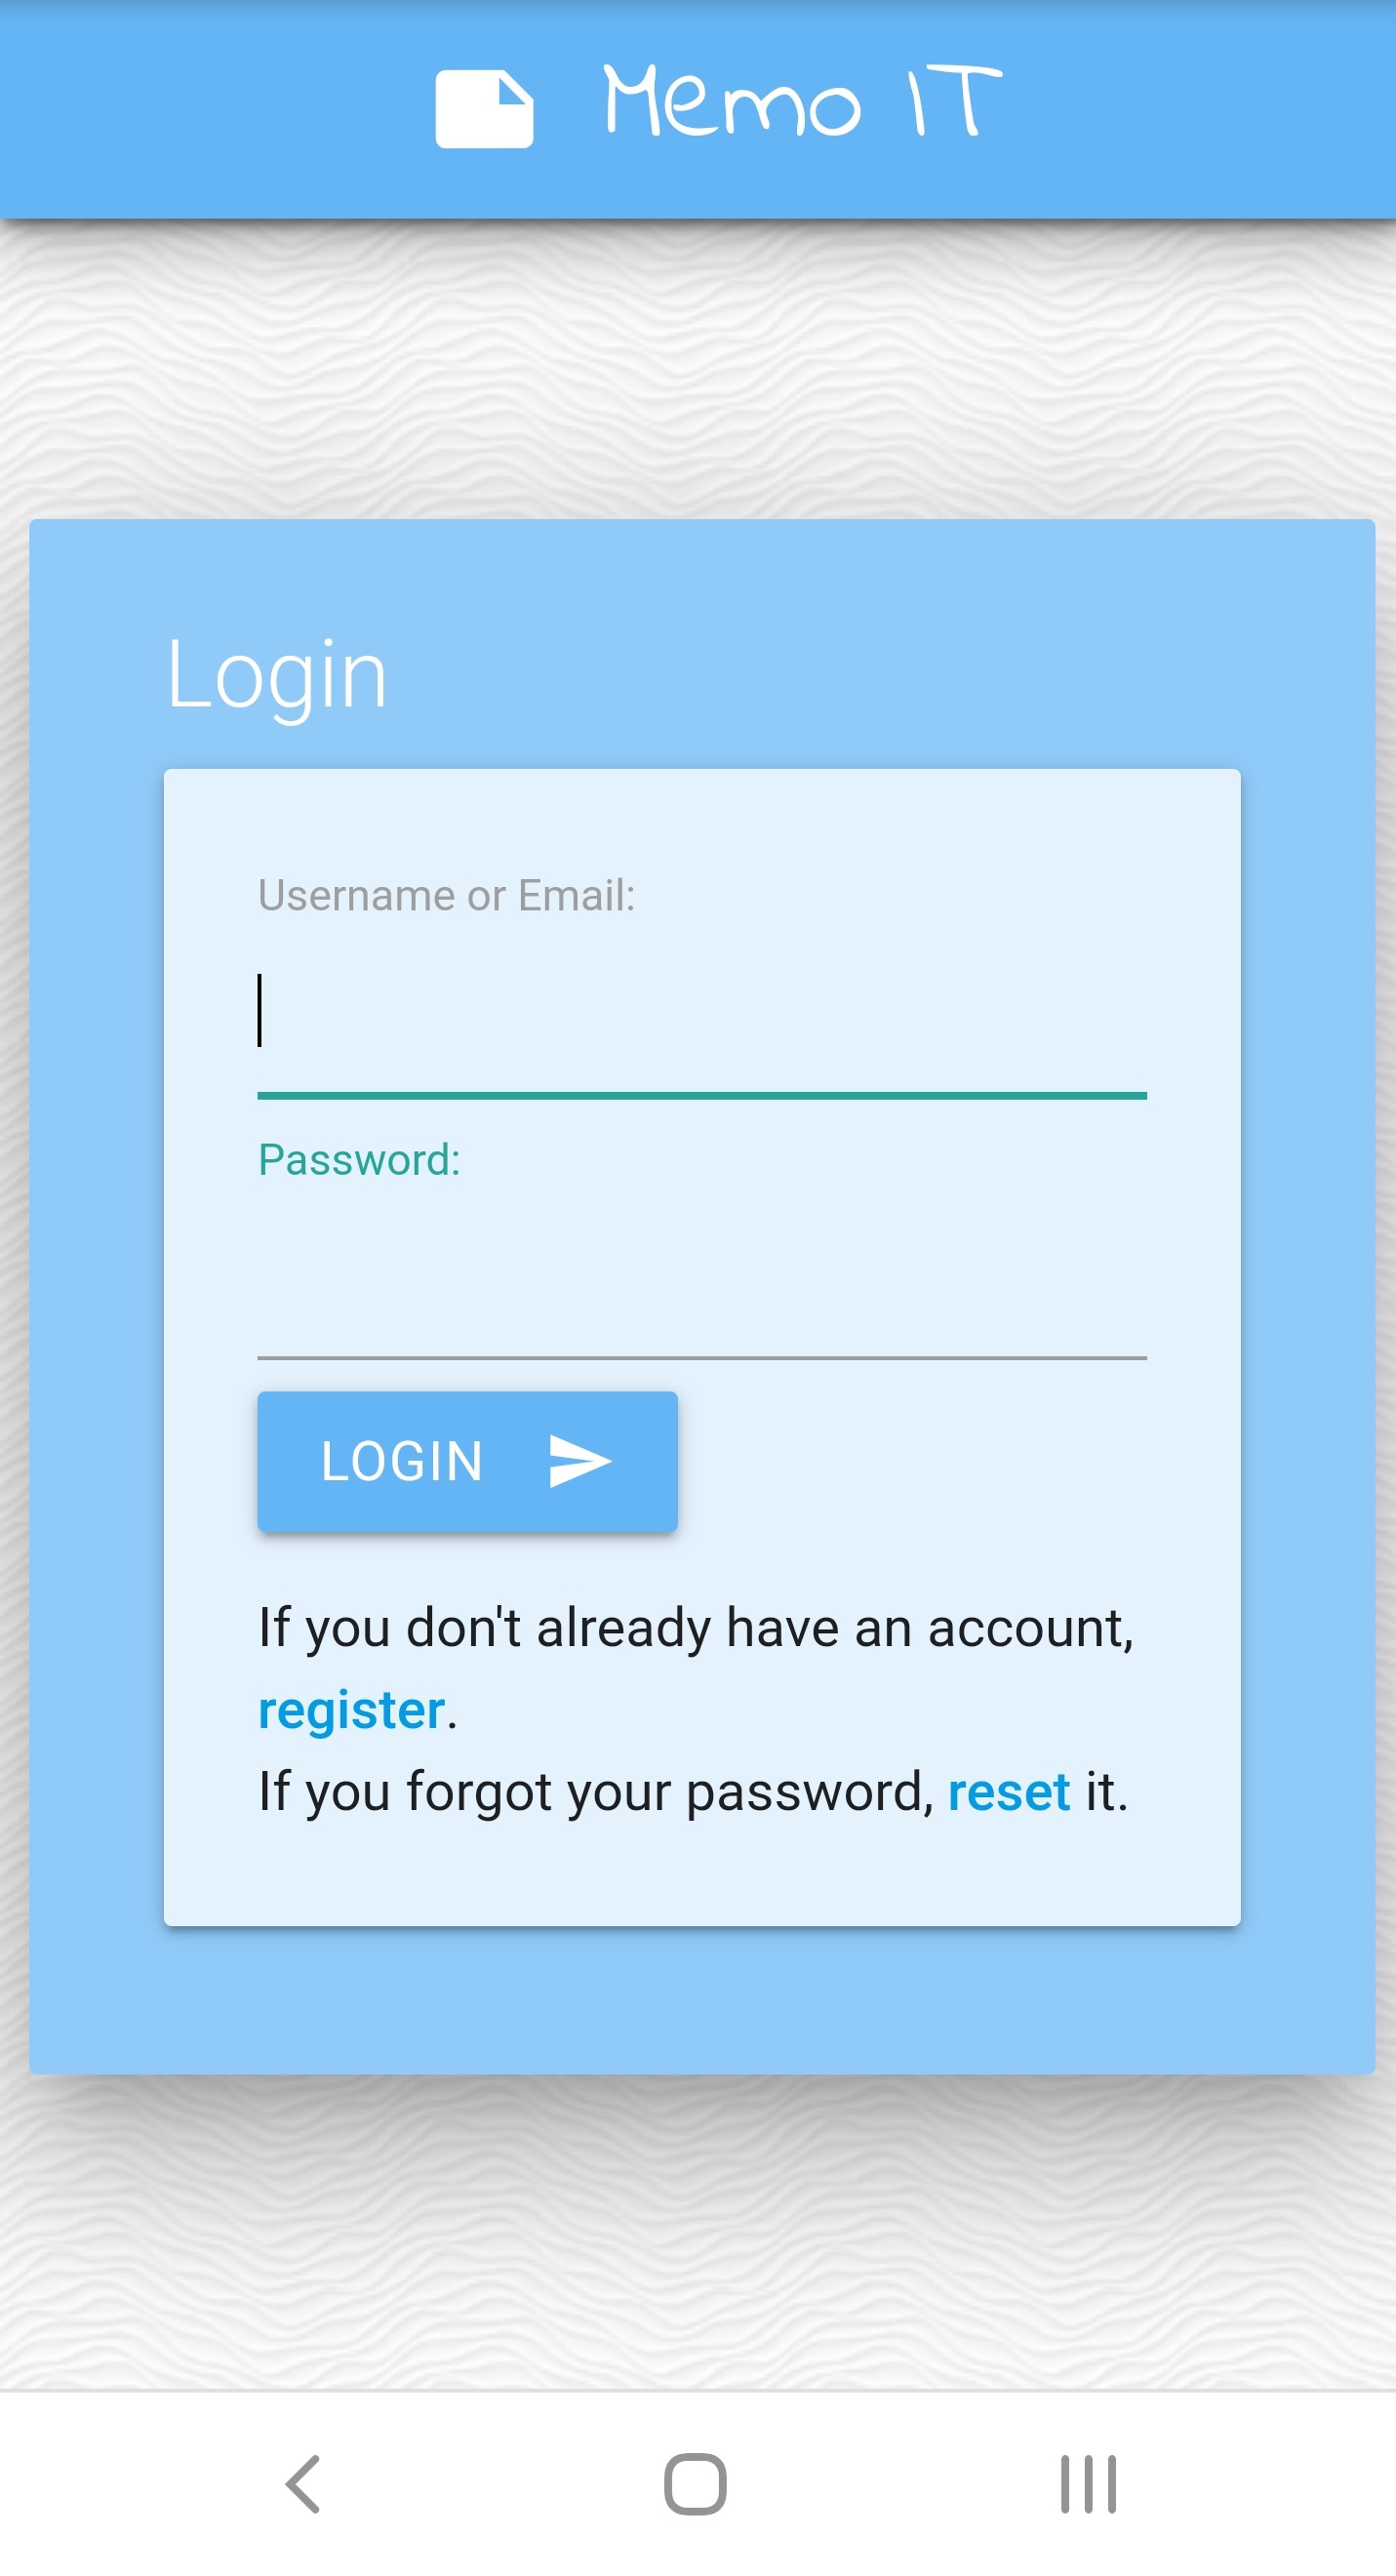 Memo IT
Login
Username or Email:
Password:
LOGIN
If you don't already have an account,
register.
If you forgot your password, reset it.